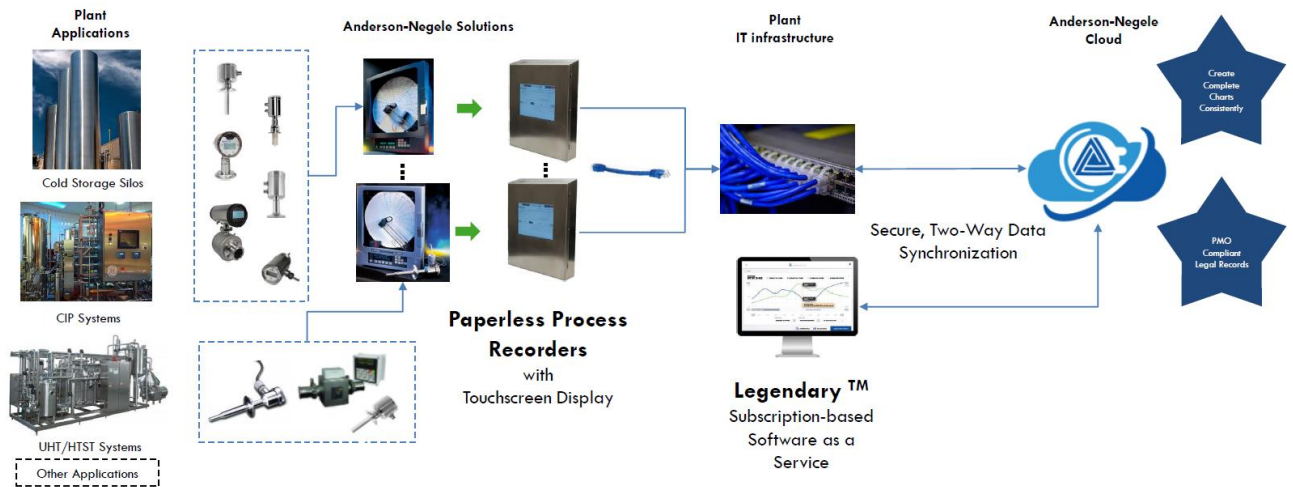 Plant
Applications
Cold Storage Silos
CIP Systems
UHT/HTST Systems
Other Applications
Anderson-Negele Solutions
Paperless Process
Recorders
with
Touchscreen Display
Plant
IT infrastructure
Secure, Two-Way Data
Synchronization
Legendary TM
Subscription-based
Software as a
Service
Anderson-Negele
Cloud
Create
Complete
Charts
Consistently
PMO
Compliant
Legal Records